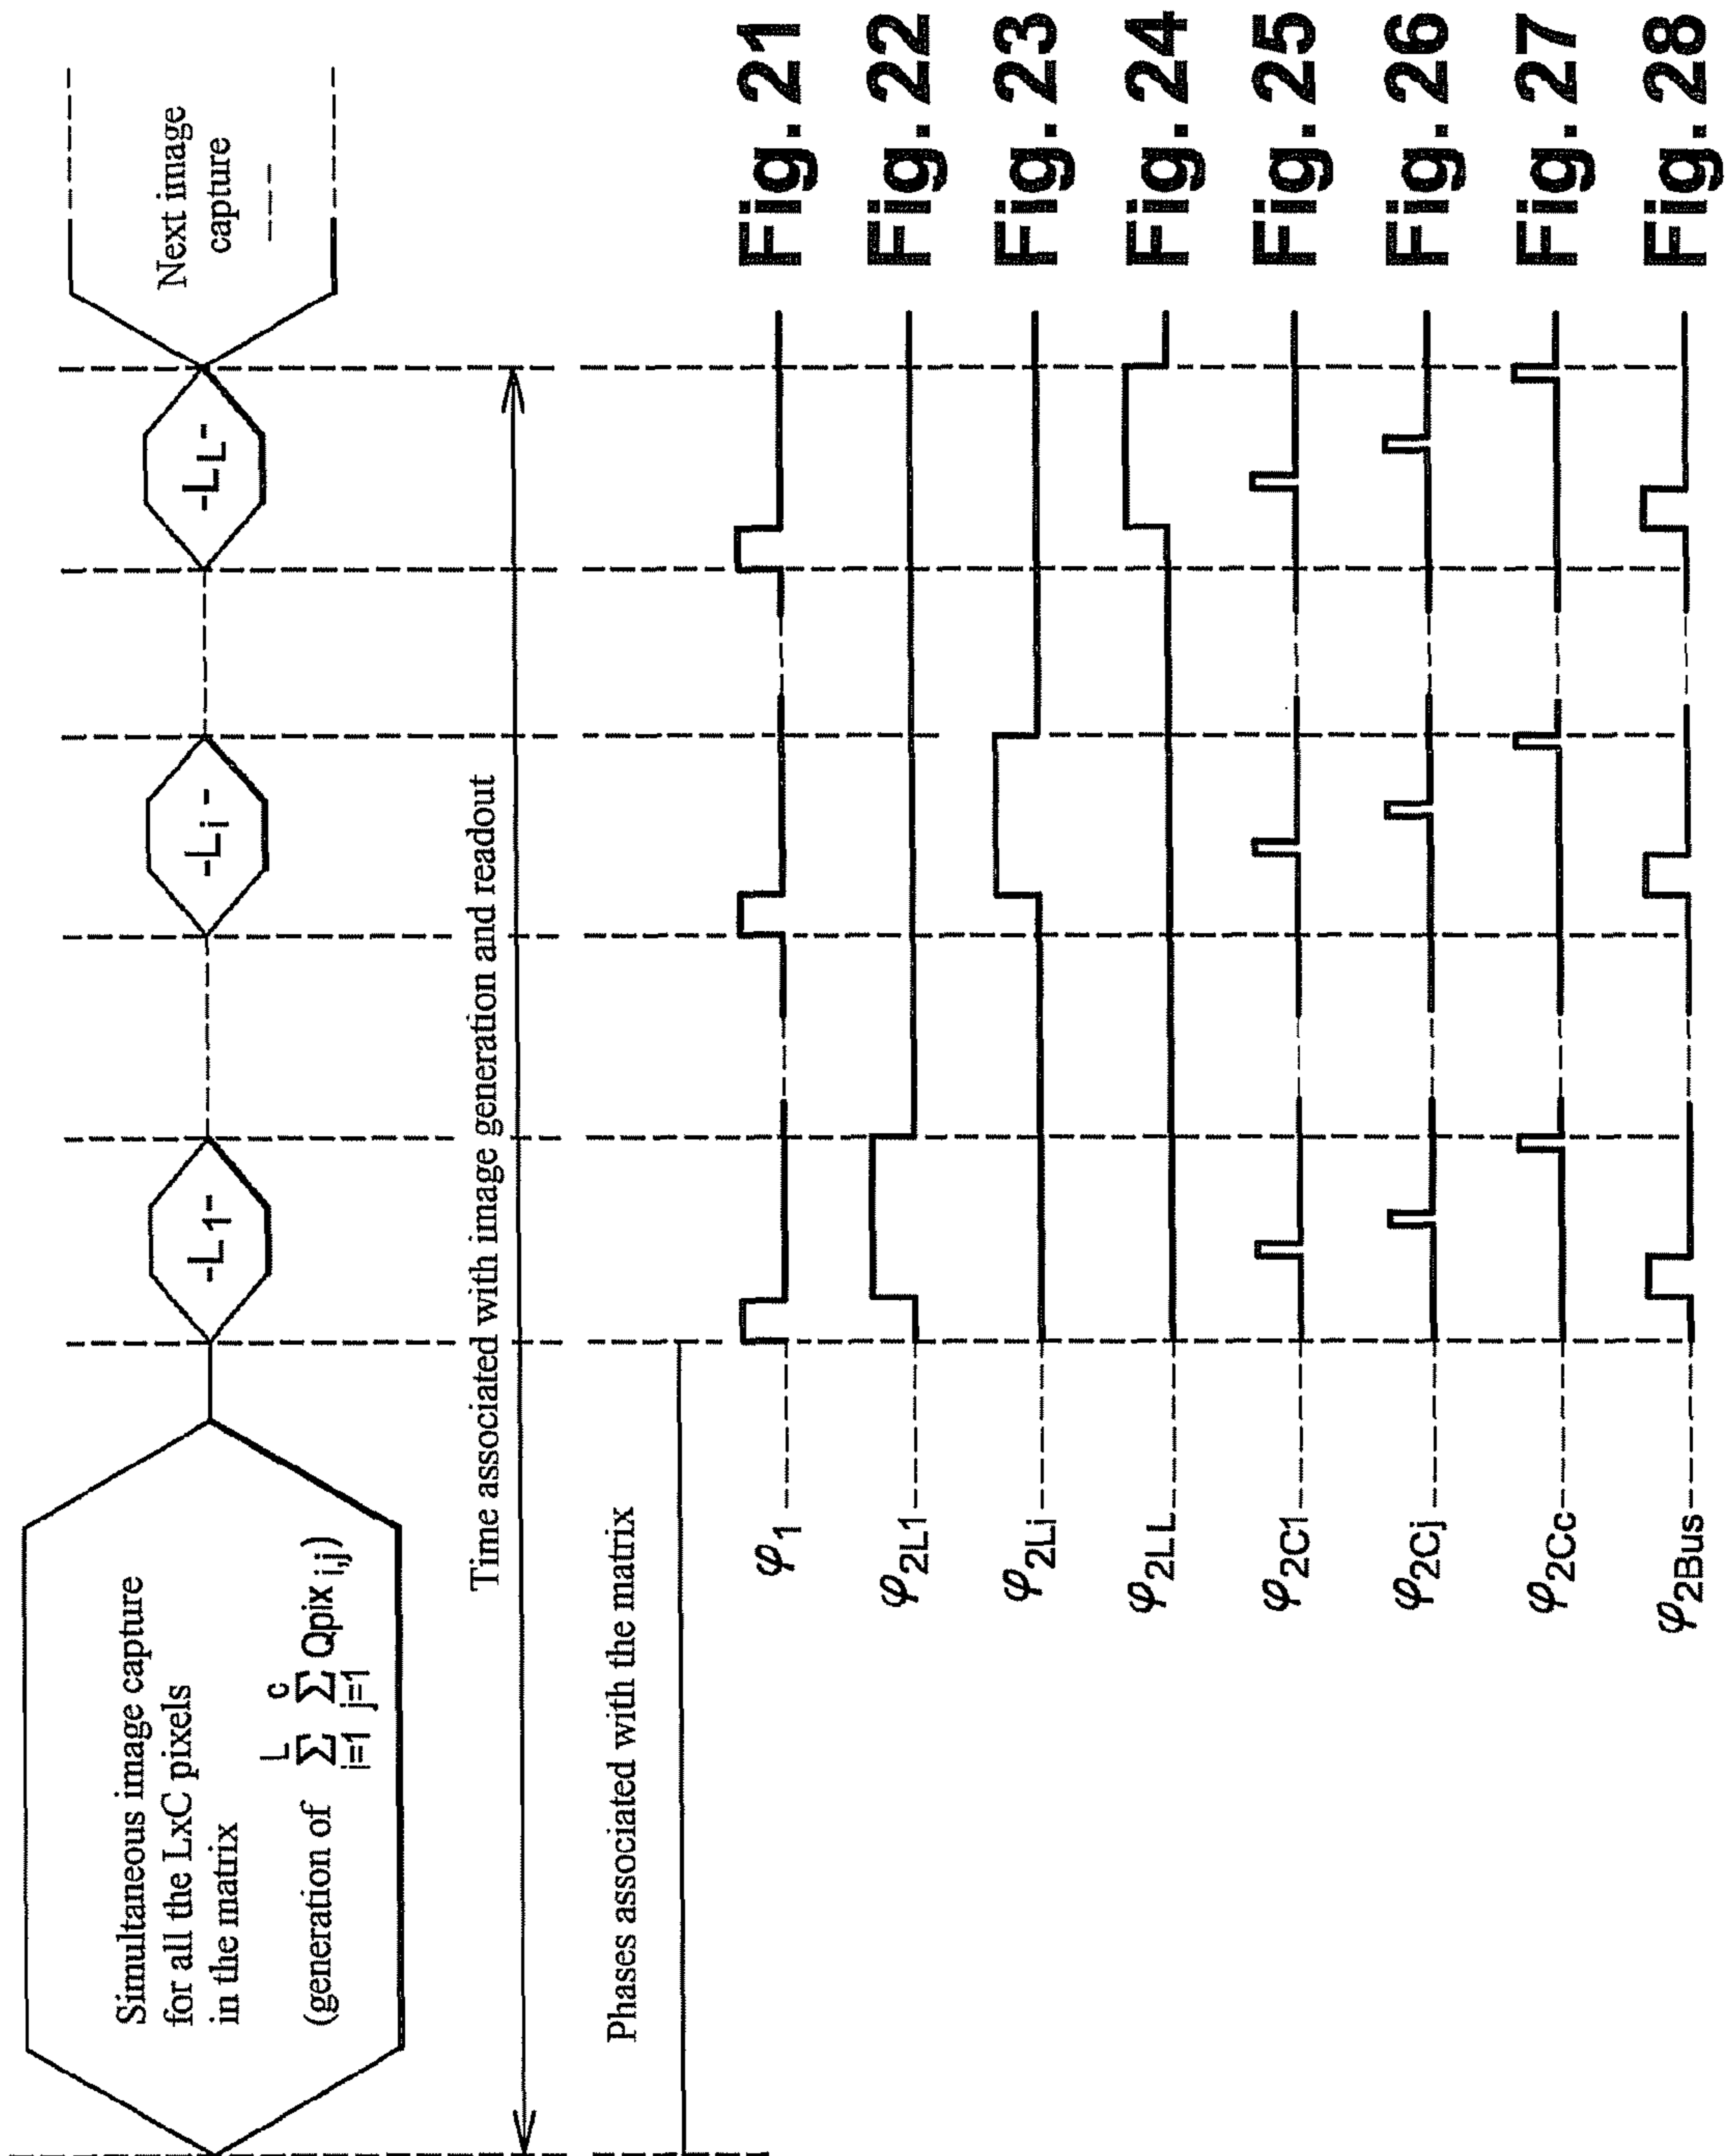 Simultaneous image capture
for all the LxC pixels
in the matrix
(generation of
L
Σ
i=1
C
Σ
j=1
Qpix i,j)
-L1-
-Li-
-LL-
Next image
capture
Time associated with image generation and readout
Phases associated with the matrix
φ1
Fig. 21
φ2L1
Fig. 22
φ2Li
Fig. 23
φ2LL
Fig. 24
φ2C1
Fig. 25
φ2Cj
Fig. 26
φ2Cc
Fig. 27
φ2Bus
Fig. 28